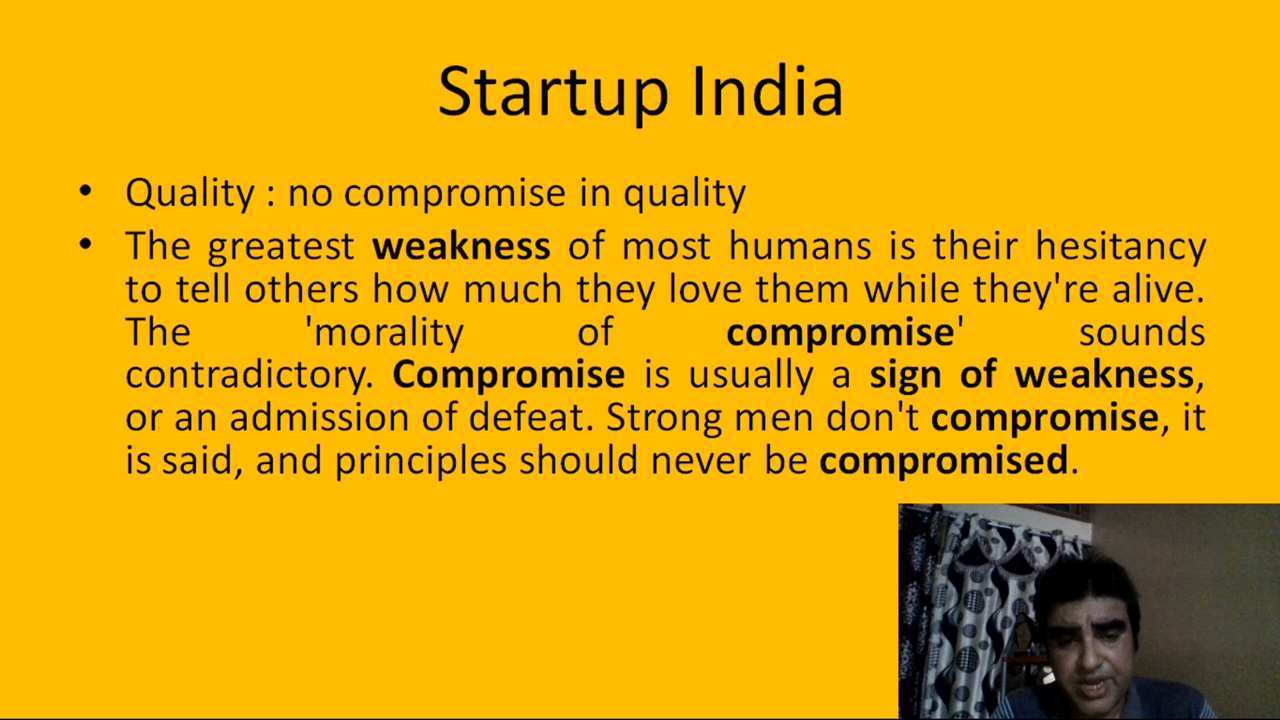 Startup India
• Quality : no compromise in quality
• The greatest weakness of most humans is their hesitancy
to tell others how much they love them while they're alive.
The 'morality of compromise' sounds
contradictory. Compromise is usually a sign of weakness,
or an admission of defeat. Strong men don't compromise, it
is said, and principles should never be compromised.